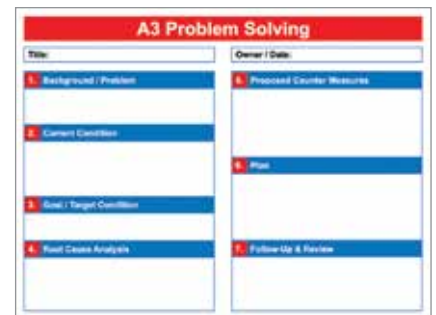 A3 Problem Solving
Title:
Owner / Date:
1. Background / Problem
2. Current Condition
3. Goal / Target Condition
4. Root Cause Analysis
5. Proposed Counter Measures
6. Plan
7. Follow-Up & Review